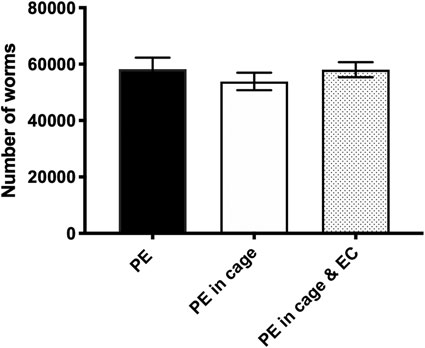 Number of worms
80000
60000
40000
20000
0
PE
PE in cage
PE in cage & EC